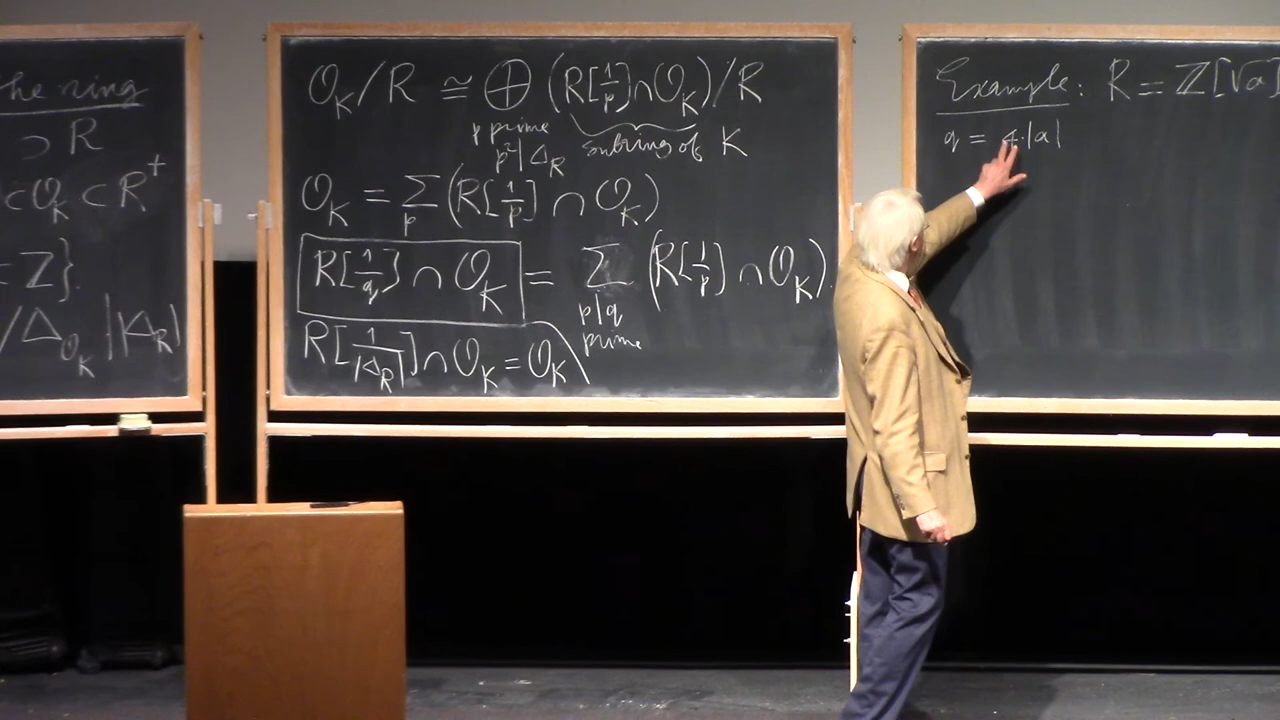 the ring
⊃ R
⊂ O_K ⊂ R^+
Z}.
/Δ_{O_K} |Δ_R|
O_K/R ≅ ⊕ (R[1/p] ∩ O_K)/R
p prime
p²|Δ_R
subring of K
O_K = Σ_p (R[1/p] ∩ O_K)
R[1/q] ∩ O_K = Σ (R[1/p] ∩ O_K).
p|q
prime
R[1/|Δ_R|] ∩ O_K = O_K
Example: R = Z[√a]
q = 4·|a|